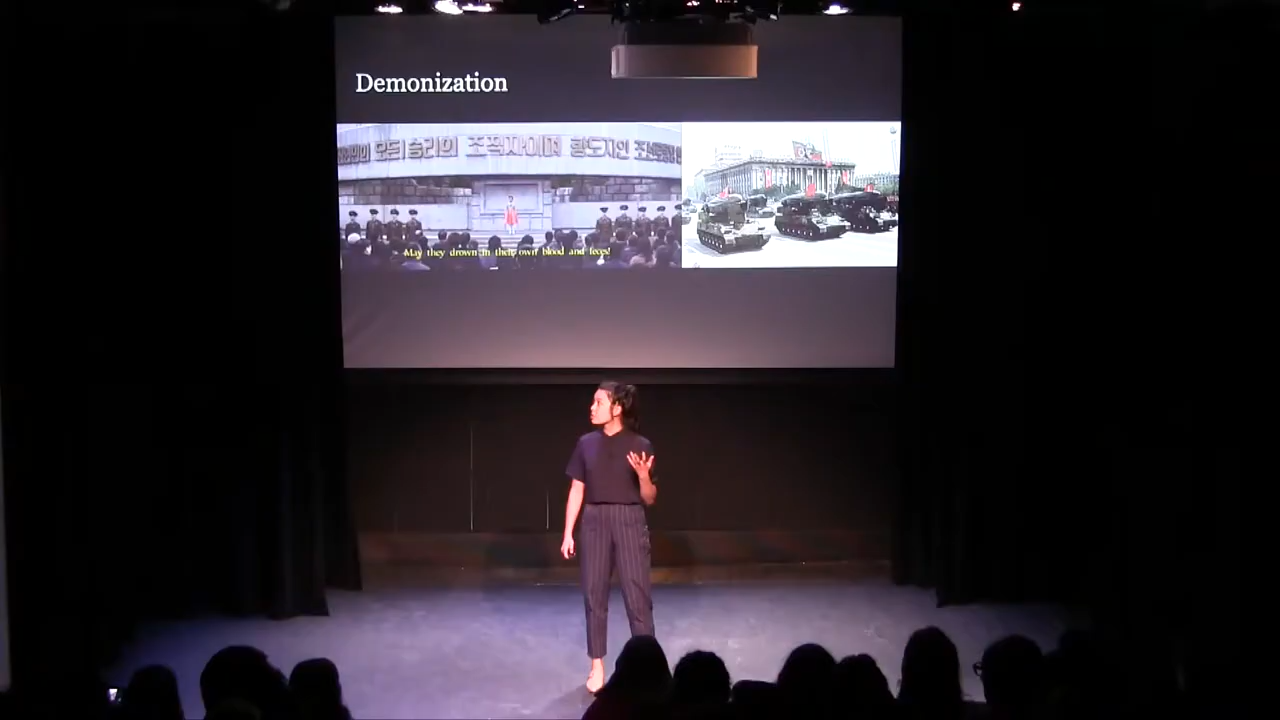 Demonization
모든 승리의 조직자이며 향도자인
May they drown in their own blood and feces!